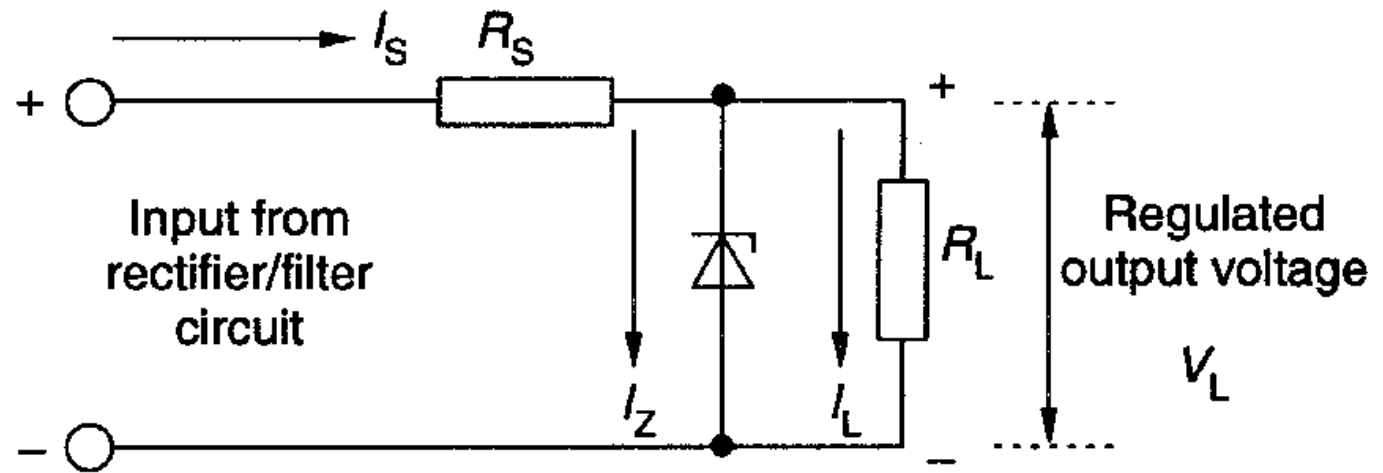 I_S R_S
+ +
Input from
rectifier/filter
circuit
R_L
Regulated
output voltage
V_L
I_Z I_L
− −